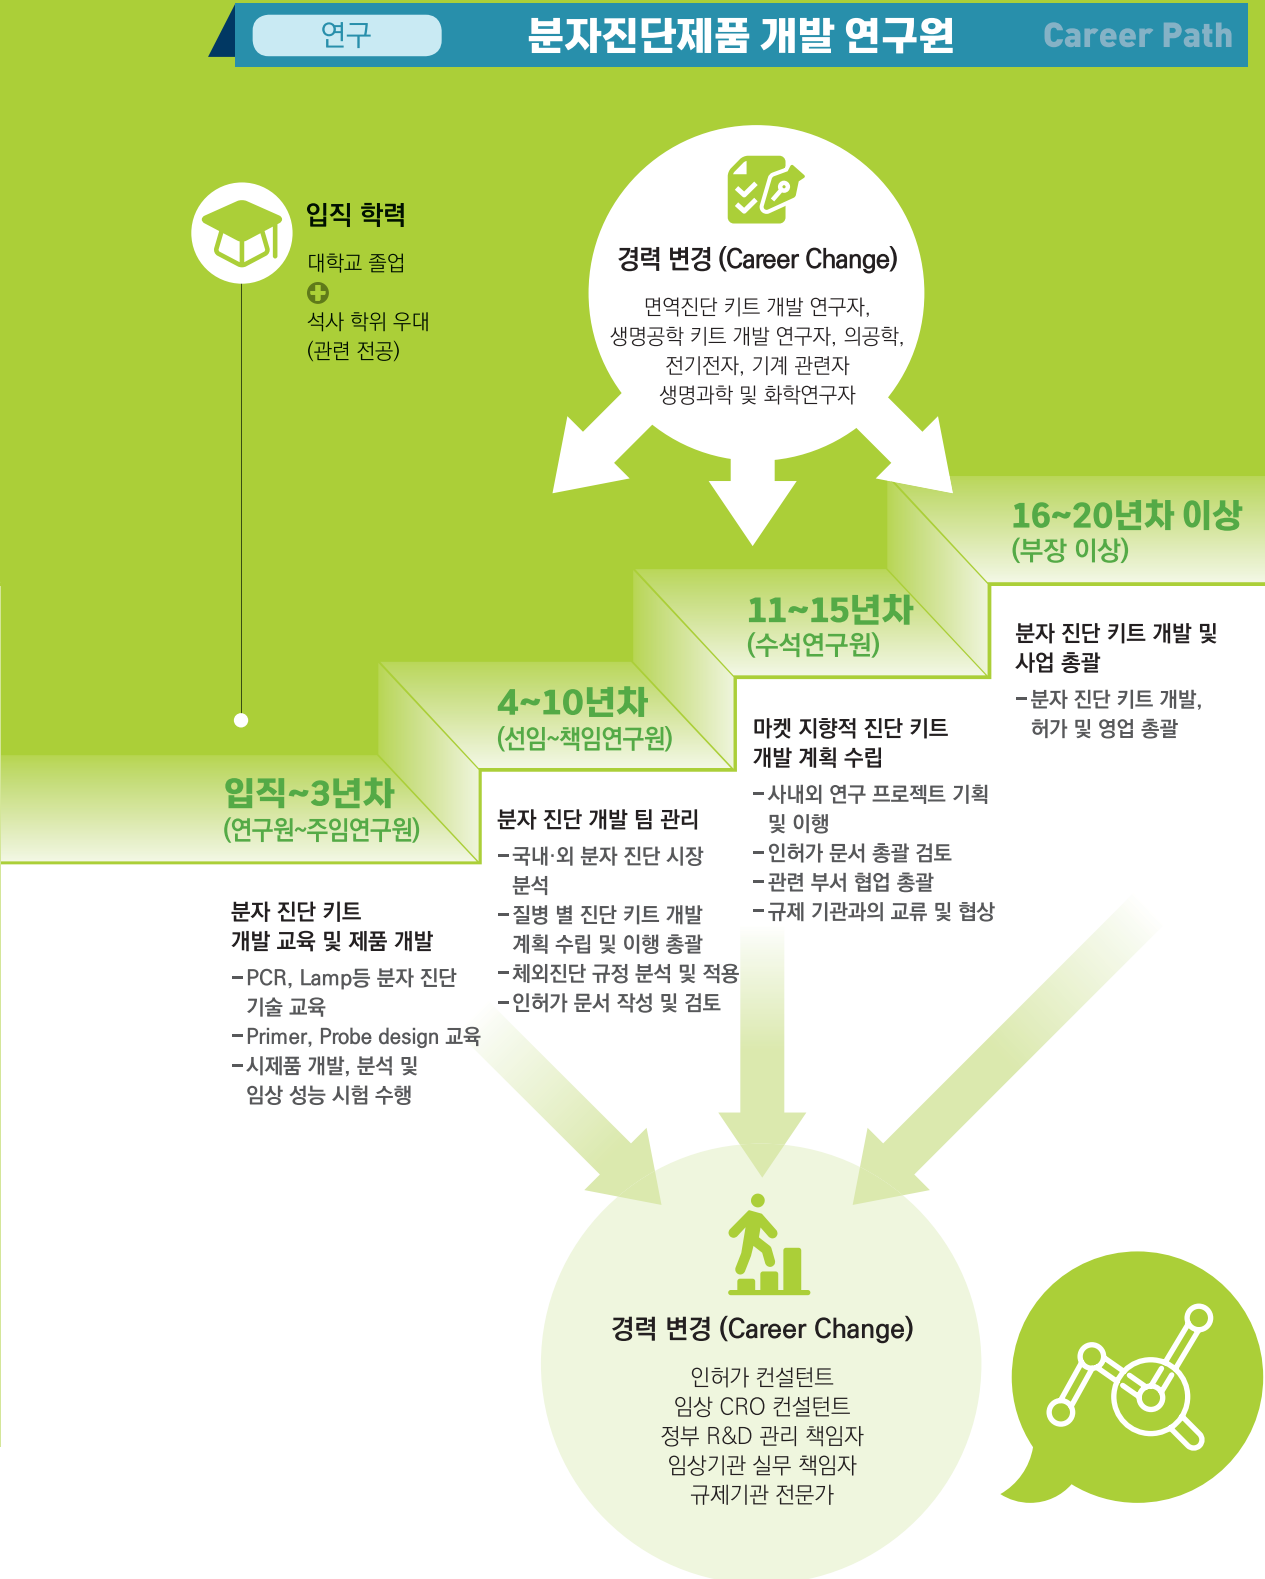 연구
분자진단제품 개발 연구원
Career Path
입직 학력
대학교 졸업
석사 학위 우대
(관련 전공)
경력 변경 (Career Change)
면역진단 키트 개발 연구자,
생명공학 키트 개발 연구자, 의공학,
전기전자, 기계 관련자
생명과학 및 화학연구자
입직~3년차
(연구원~주임연구원)
분자 진단 키트
개발 교육 및 제품 개발
-PCR, Lamp등 분자 진단
기술 교육
-Primer, Probe design 교육
-시제품 개발, 분석 및
임상 성능 시험 수행
4~10년차
(선임~책임연구원)
분자 진단 개발 팀 관리
-국내·외 분자 진단 시장
분석
-질병 별 진단 키트 개발
계획 수립 및 이행 총괄
-체외진단 규정 분석 및 적용
-인허가 문서 작성 및 검토
11~15년차
(수석연구원)
마켓 지향적 진단 키트
개발 계획 수립
-사내외 연구 프로젝트 기획
및 이행
-인허가 문서 총괄 검토
-관련 부서 협업 총괄
-규제 기관과의 교류 및 협상
16~20년차 이상
(부장 이상)
분자 진단 키트 개발 및
사업 총괄
-분자 진단 키트 개발,
허가 및 영업 총괄
경력 변경 (Career Change)
인허가 컨설턴트
임상 CRO 컨설턴트
정부 R&D 관리 책임자
임상기관 실무 책임자
규제기관 전문가